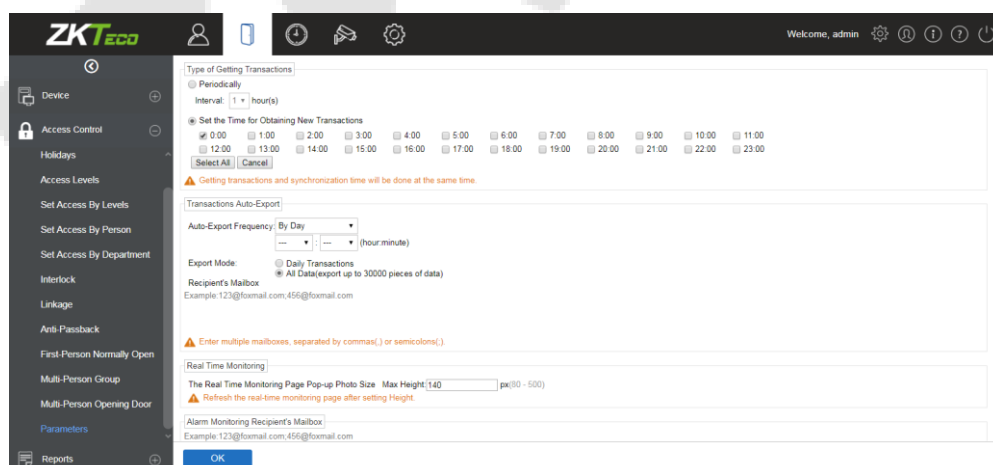 ZKTeco
Welcome, admin
Device
Access Control
Holidays
Access Levels
Set Access By Levels
Set Access By Person
Set Access By Department
Interlock
Linkage
Anti-Passback
First-Person Normally Open
Multi-Person Group
Multi-Person Opening Door
Parameters
Reports
Type of Getting Transactions
Periodically
Interval: 1 hour(s)
Set the Time for Obtaining New Transactions
0:00 1:00 2:00 3:00 4:00 5:00 6:00 7:00 8:00 9:00 10:00 11:00
12:00 13:00 14:00 15:00 16:00 17:00 18:00 19:00 20:00 21:00 22:00 23:00
Select All Cancel
Getting transactions and synchronization time will be done at the same time.
Transactions Auto-Export
Auto-Export Frequency: By Day
--- : --- (hour:minute)
Export Mode: Daily Transactions
All Data(export up to 30000 pieces of data)
Recipient's Mailbox
Example:123@foxmail.com;456@foxmail.com
Enter multiple mailboxes, separated by commas(,) or semicolons(;).
Real Time Monitoring
The Real Time Monitoring Page Pop-up Photo Size Max Height 140 px(80 - 500)
Refresh the real-time monitoring page after setting Height.
Alarm Monitoring Recipient's Mailbox
Example:123@foxmail.com;456@foxmail.com
OK